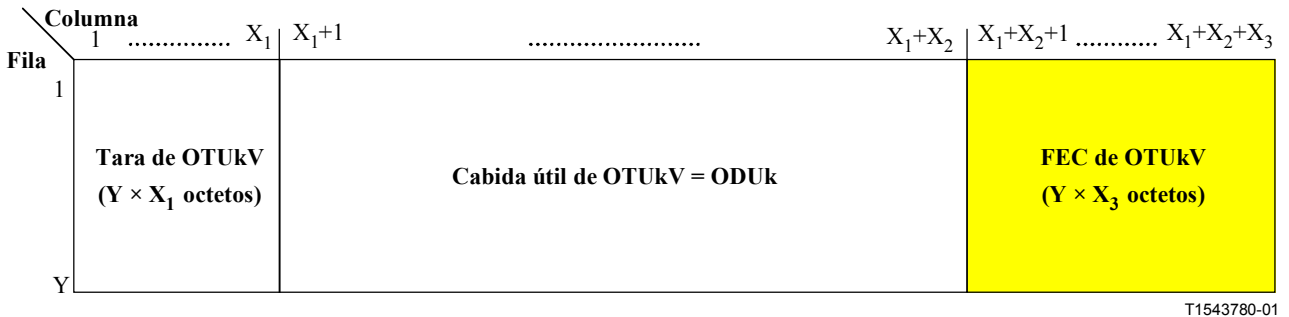 Columna
1 ............... X₁ X₁+1 ........................ X₁+X₂ X₁+X₂+1 ............ X₁+X₂+X₃
Fila
1
Tara de OTUkV
(Y × X₁ octetos)
Cabida útil de OTUkV = ODUk
FEC de OTUkV
(Y × X₃ octetos)
Y
T1543780-01